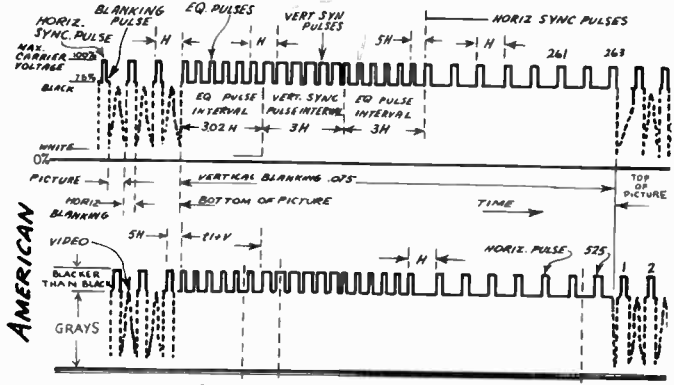 HORIZ.
SYNC. PULSE
BLANKING
PULSE
H
EQ. PULSES
VERT SYN
PULSES
HORIZ SYNC PULSES
MAX.
CARRIER
VOLTAGE
100%
75%
BLACK
H
.5H
H
261
263
EQ PULSE
INTERVAL
3.02 H
VERT. SYNC
PULSE INTERVAL
3H
EQ PULSE
INTERVAL
3H
WHITE
0%
PICTURE
VERTICAL BLANKING .075
TOP
OF
PICTURE
HORIZ
BLANKING
BOTTOM OF PICTURE
TIME
AMERICAN
VIDEO
.5H
H
HORIZ. PULSE
525
1
2
BLACKER
THAN BLACK
GRAYS